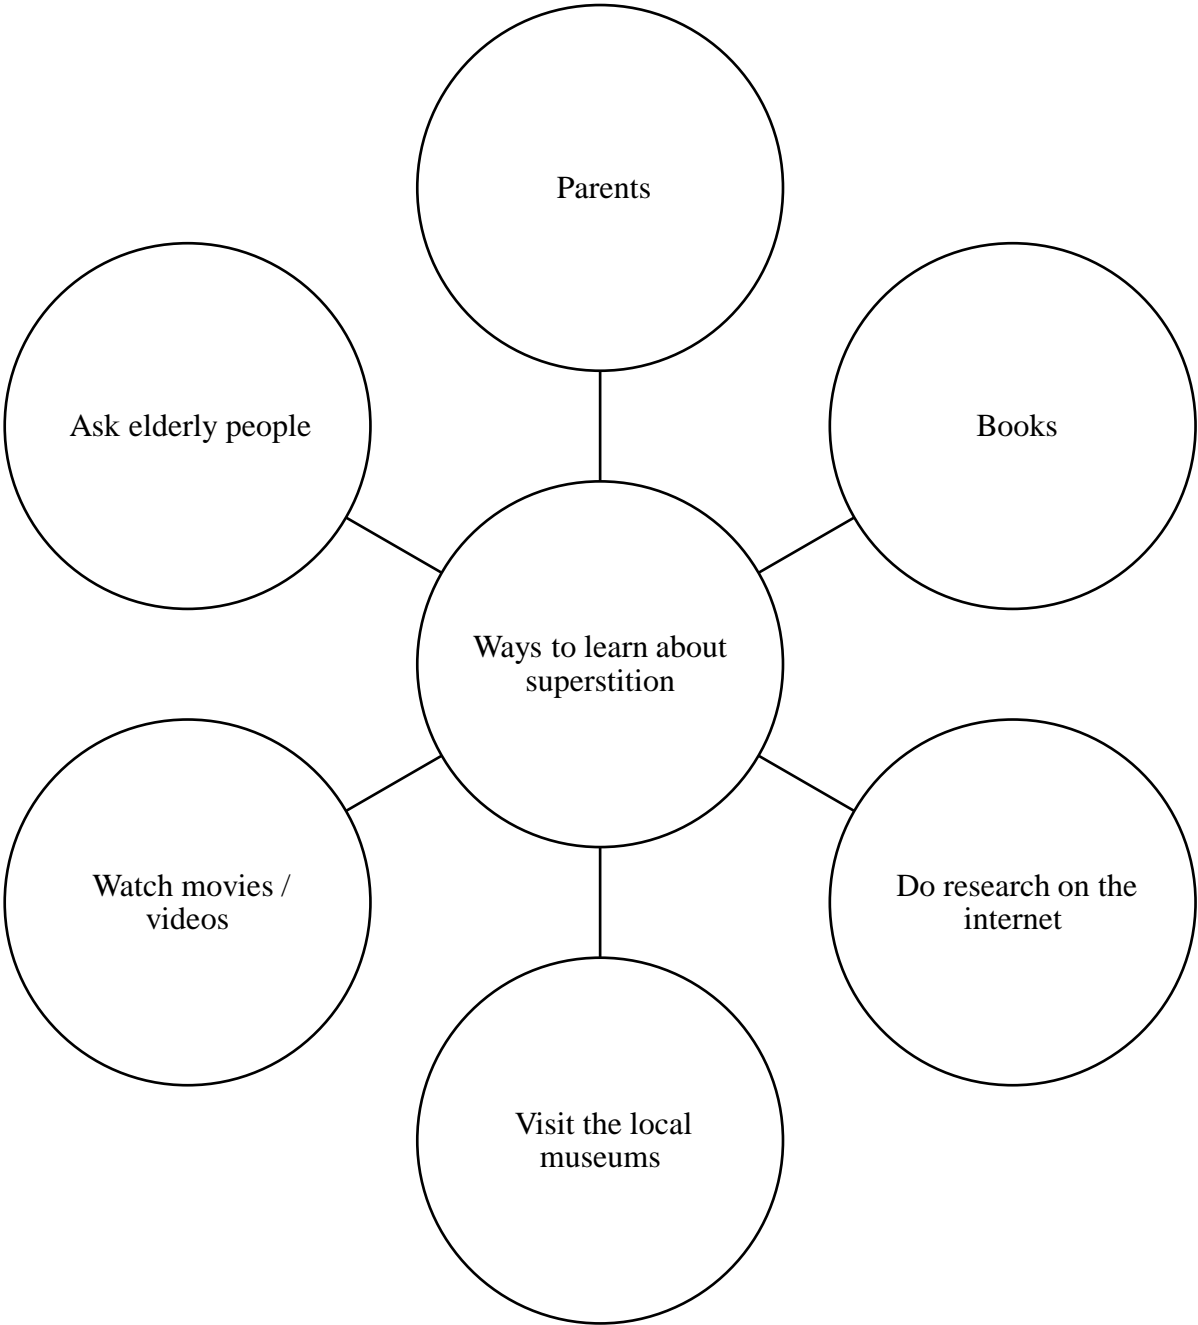 Parents
Ask elderly people
Books
Ways to learn about
superstition
Watch movies /
videos
Do research on the
internet
Visit the local
museums